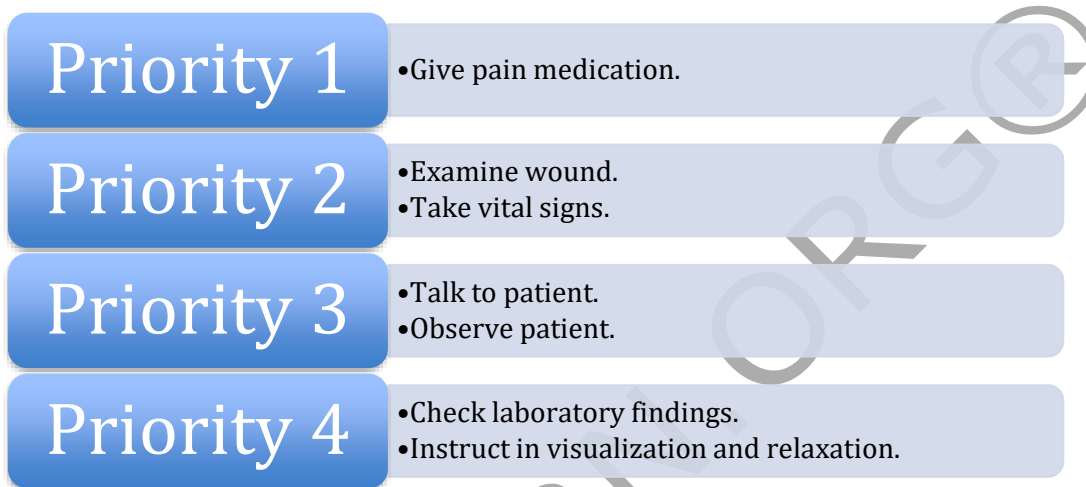 Priority 1
•Give pain medication.
Priority 2
•Examine wound.
•Take vital signs.
Priority 3
•Talk to patient.
•Observe patient.
Priority 4
•Check laboratory findings.
•Instruct in visualization and relaxation.
N.ORG®